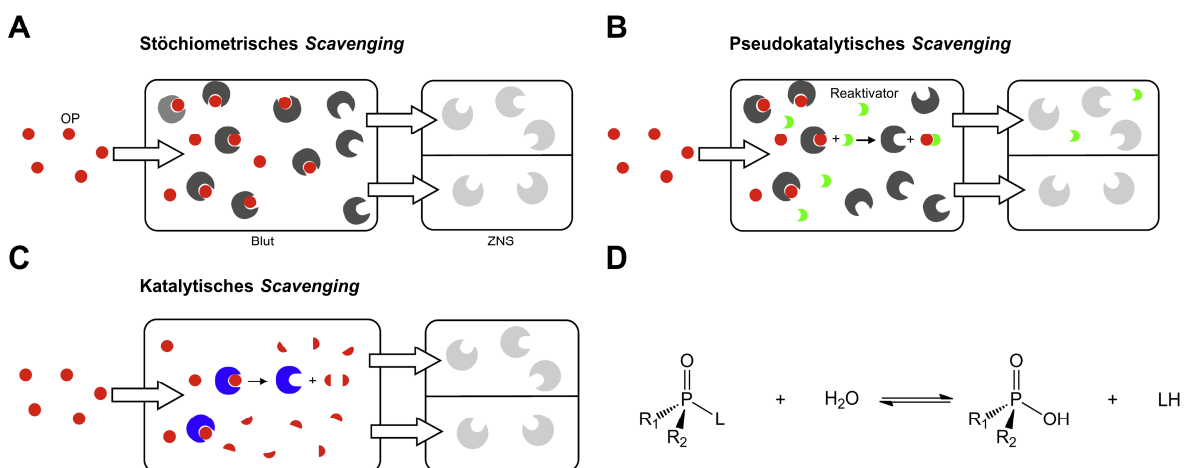 A
Stöchiometrisches Scavenging
OP
Blut
ZNS
B
Pseudokatalytisches Scavenging
Reaktivator
+ +
C
Katalytisches Scavenging
+
D
O
P
R1
R2
L
+
H2O
O
P
R1
R2
OH
+
LH